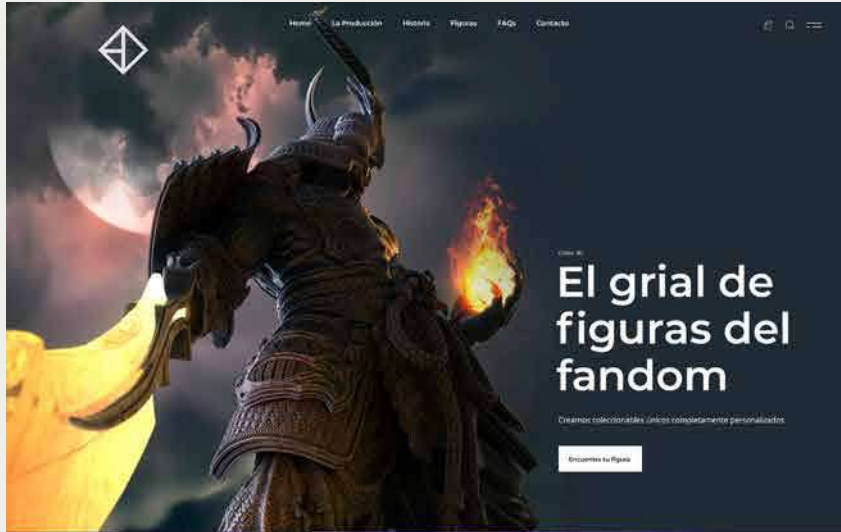 Home La Producción Historia Figuras FAQs Contacto
El grial de
figuras del
fandom
Creamos coleccionables únicos completamente personalizados
Encuentra tu figura